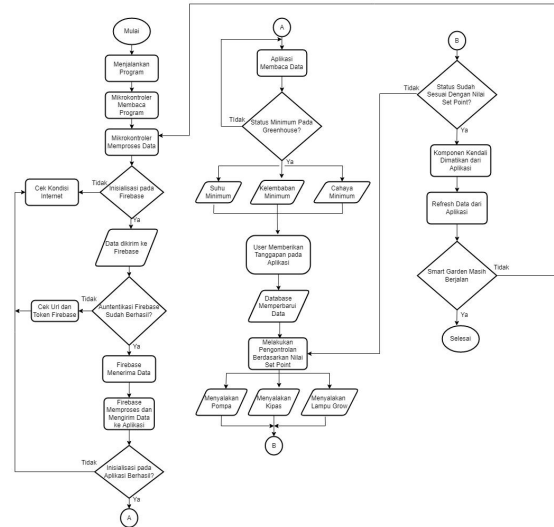 Mulai
Menjalankan
Program
Mikrokontroler
Membaca
Program
Mikrokontroler
Memproses Data
Tidak
Cek Kondisi
Internet
Inisialisasi pada
Firebase
Ya
Data dikirim ke
Firebase
Tidak
Cek Url dan
Token Firebase
Auntentikasi Firebase
Sudah Berhasil?
Ya
Firebase
Menerima Data
Firebase
Memproses dan
Mengirim Data
ke Aplikasi
Tidak
Inisialisasi pada
Aplikasi Berhasil?
Ya
A
A
Aplikasi
Membaca Data
Tidak
Status Minimum Pada
Greenhouse?
Ya
Suhu
Minimum
Kelembaban
Minimum
Cahaya
Minimum
User Memberikan
Tanggapan pada
Aplikasi
Database
Memperbarui
Data
Melakukan
Pengontrolan
Berdasarkan Nilai
Set Point
Menyalakan
Pompa
Menyalakan
Kipas
Menyalakan
Lampu Grow
B
B
Tidak
Status Sudah
Sesuai Dengan Nilai
Set Point?
Ya
Komponen Kendali
Dimatikan dari
Aplikasi
Refresh Data dari
Aplikasi
Smart Garden Masih
Berjalan
Tidak
Ya
Selesai